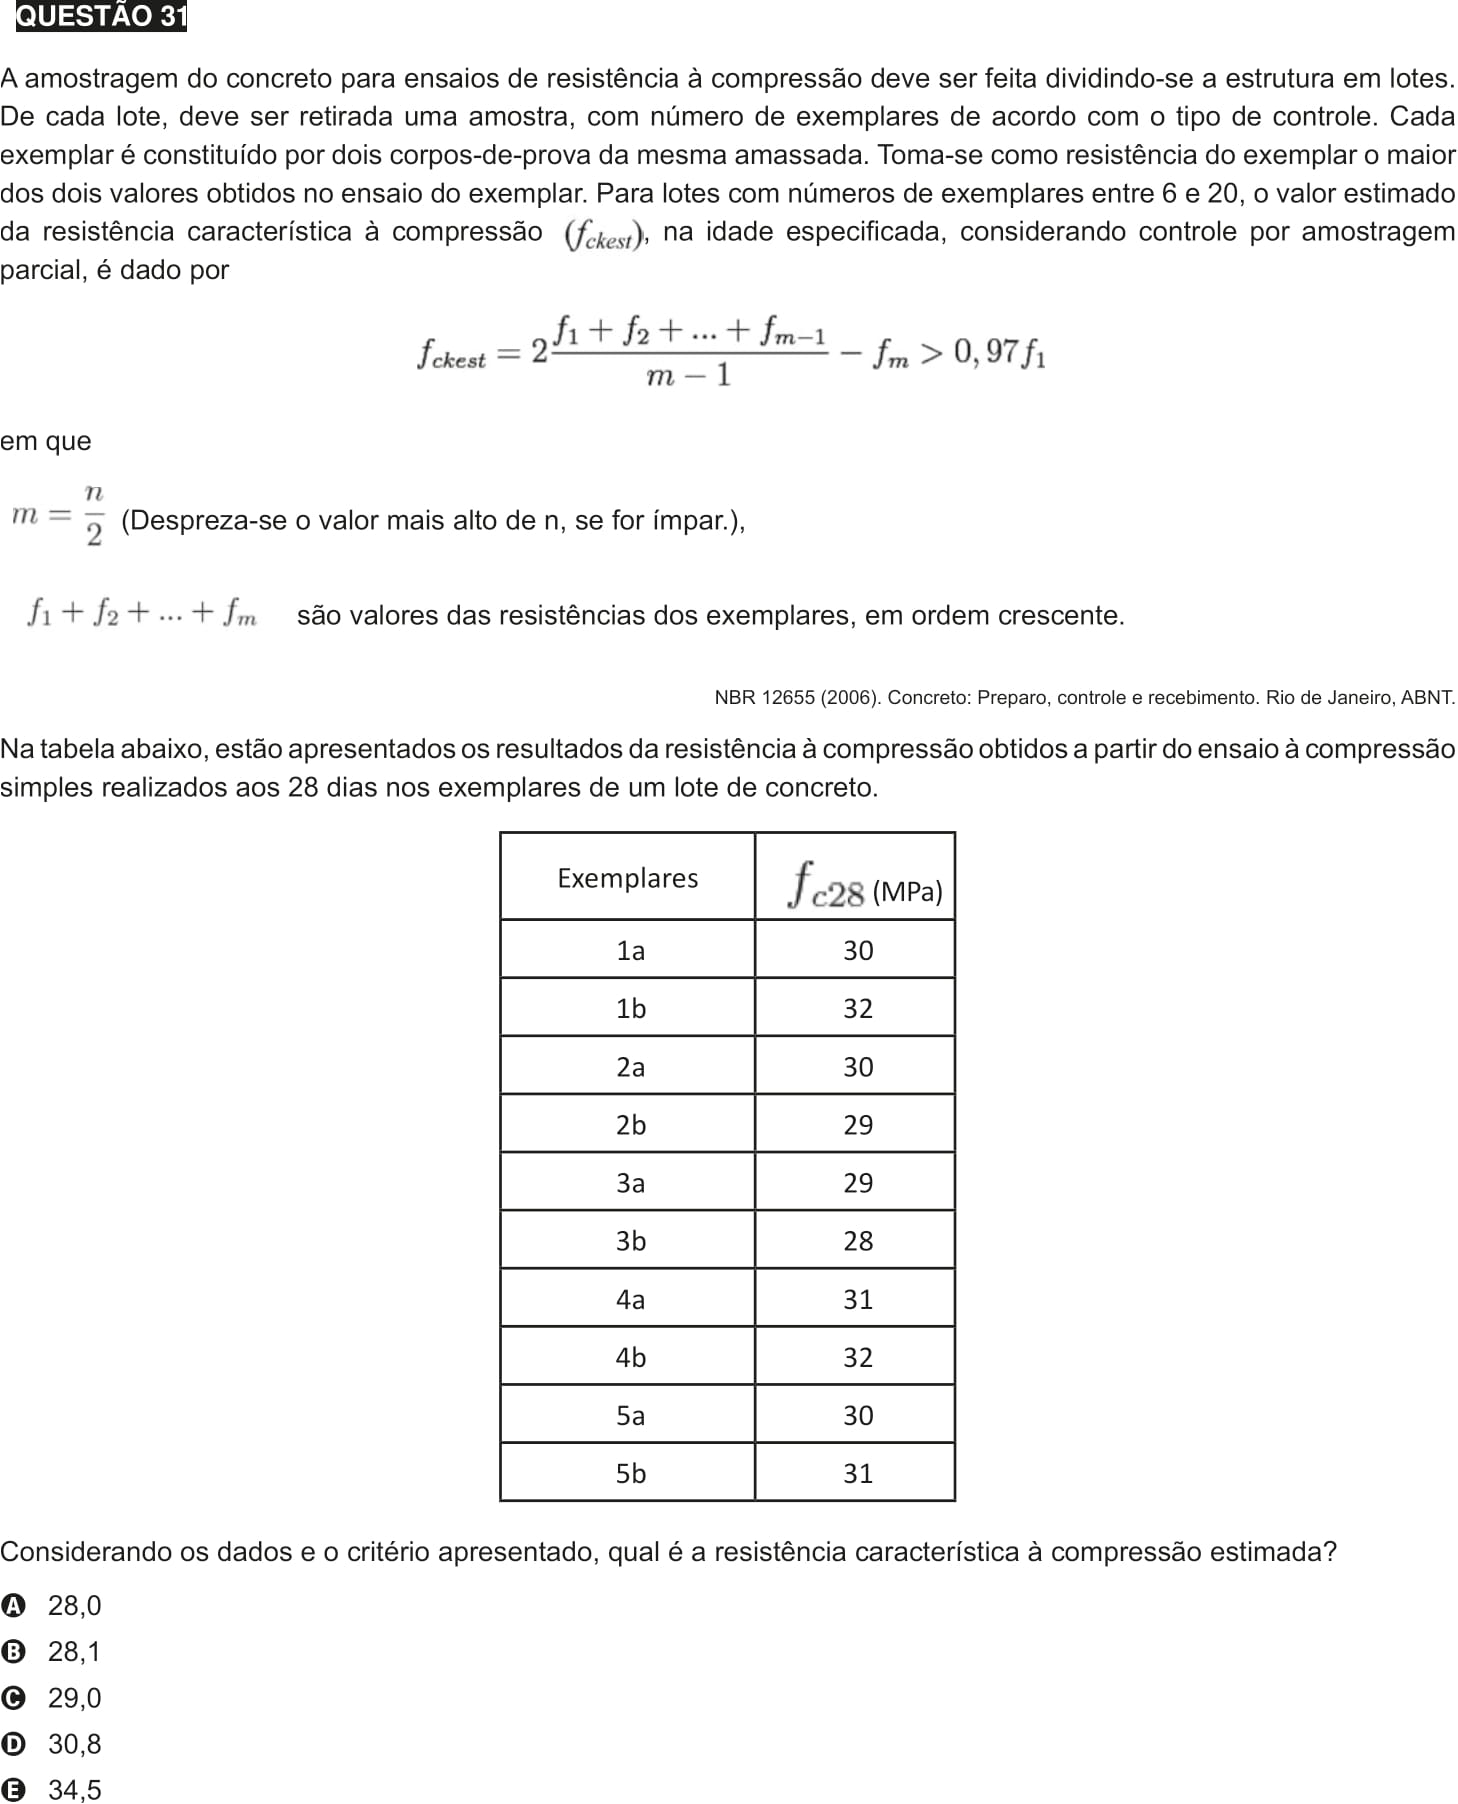 QUESTÃO 31
A amostragem do concreto para ensaios de resistência à compressão deve ser feita dividindo-se a estrutura em lotes.
De cada lote, deve ser retirada uma amostra, com número de exemplares de acordo com o tipo de controle. Cada
exemplar é constituído por dois corpos-de-prova da mesma amassada. Toma-se como resistência do exemplar o maior
dos dois valores obtidos no ensaio do exemplar. Para lotes com números de exemplares entre 6 e 20, o valor estimado
da resistência característica à compressão (f_{ckest}), na idade especificada, considerando controle por amostragem
parcial, é dado por
f_{ckest} = 2 \frac{f_1 + f_2 + ... + f_{m-1}}{m - 1} - f_m > 0,97 f_1
em que
m = \frac{n}{2} (Despreza-se o valor mais alto de n, se for ímpar.),
f_1 + f_2 + ... + f_m são valores das resistências dos exemplares, em ordem crescente.
NBR 12655 (2006). Concreto: Preparo, controle e recebimento. Rio de Janeiro, ABNT.
Na tabela abaixo, estão apresentados os resultados da resistência à compressão obtidos a partir do ensaio à compressão
simples realizados aos 28 dias nos exemplares de um lote de concreto.
Exemplares f_{c28} (MPa)
1a 30
1b 32
2a 30
2b 29
3a 29
3b 28
4a 31
4b 32
5a 30
5b 31
Considerando os dados e o critério apresentado, qual é a resistência característica à compressão estimada?
A 28,0
B 28,1
C 29,0
D 30,8
E 34,5